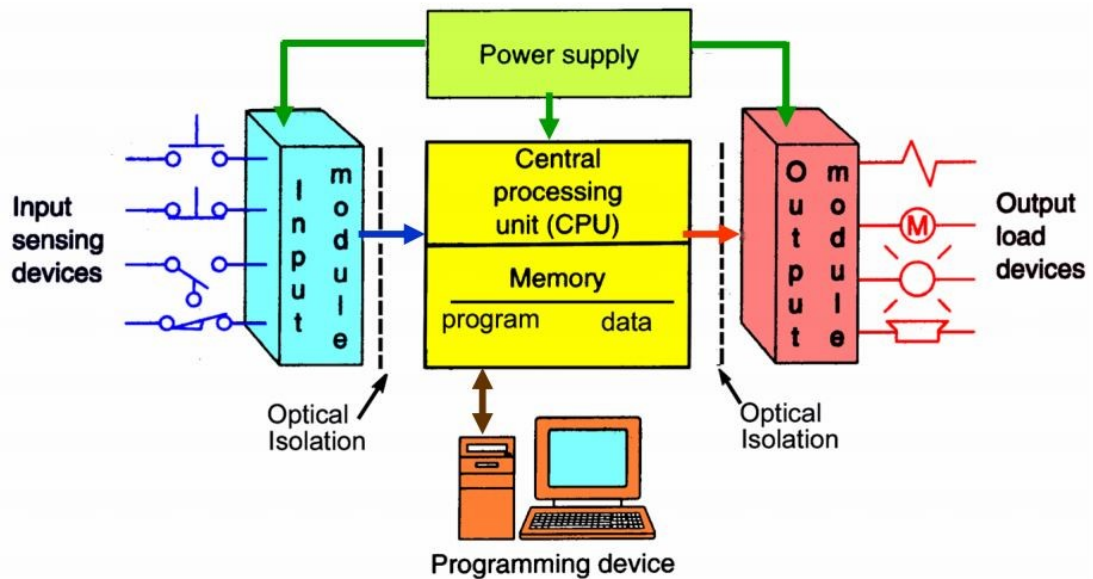 Power supply
Input
sensing
devices
Input
module
Central
processing
unit (CPU)
Memory
program data
Output
module
M
Output
load
devices
Optical
Isolation
Optical
Isolation
Programming device